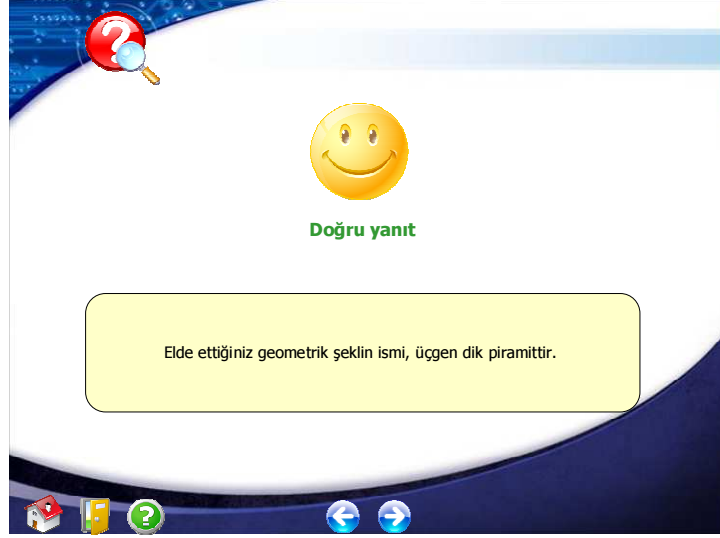 Doğru yanıt
Elde ettiğiniz geometrik şeklin ismi, üçgen dik piramittir.